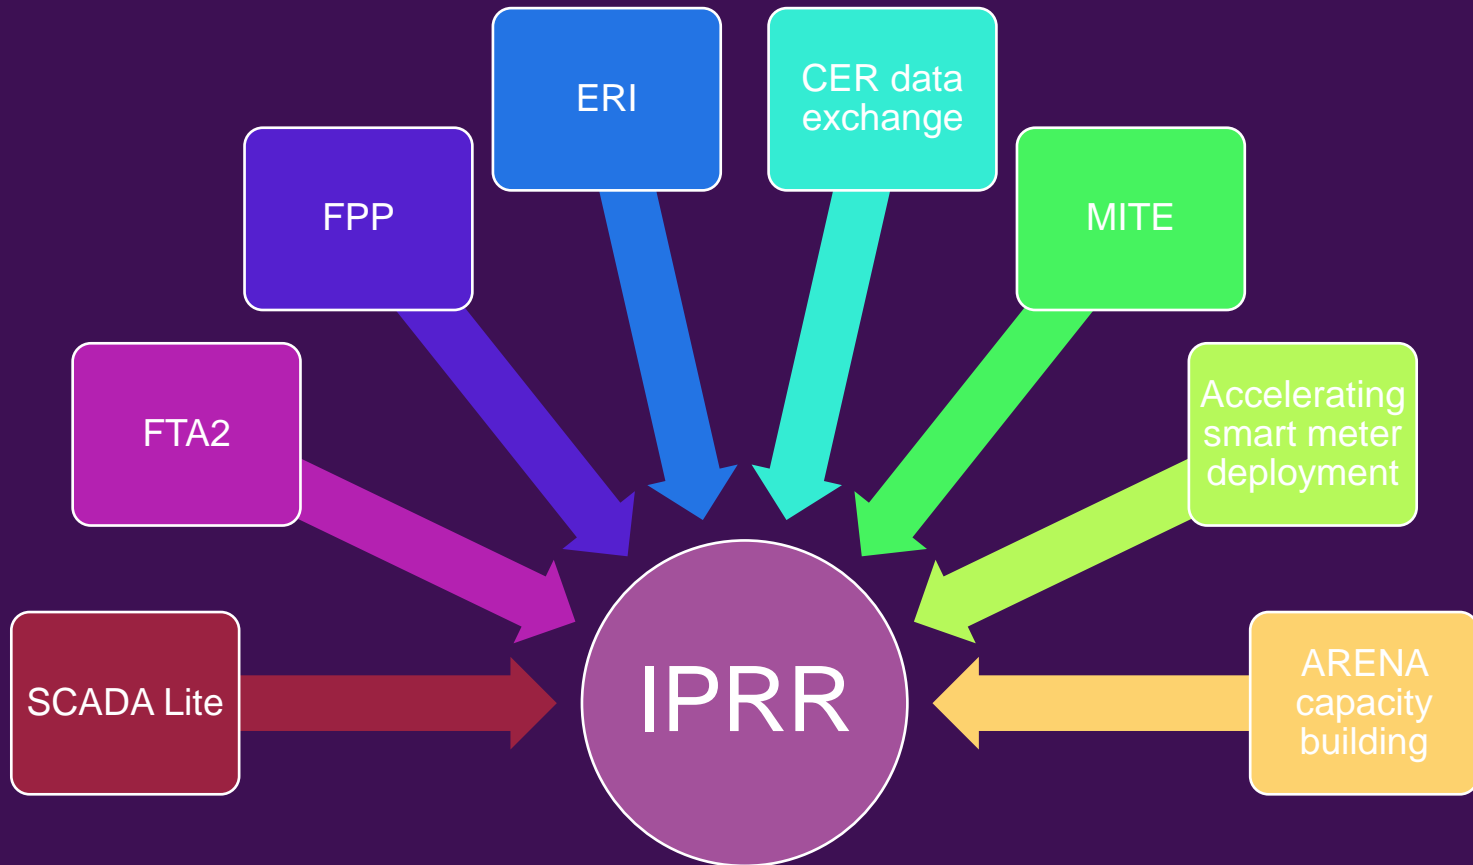 ERI
CER data
exchange
FPP
MITE
FTA2
Accelerating
smart meter
deployment
SCADA Lite
IPRR
ARENA
capacity
building